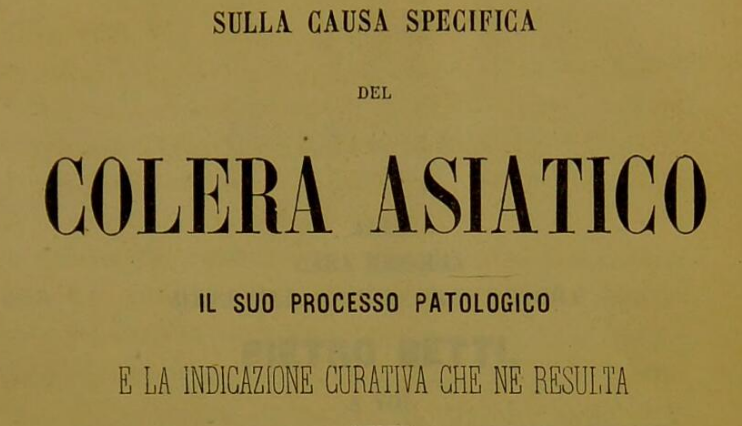 SULLA CAUSA SPECIFICA
DEL
COLERA ASIATICO
IL SUO PROCESSO PATOLOGICO
E LA INDICAZIONE CURATIVA CHE NE RESULTA